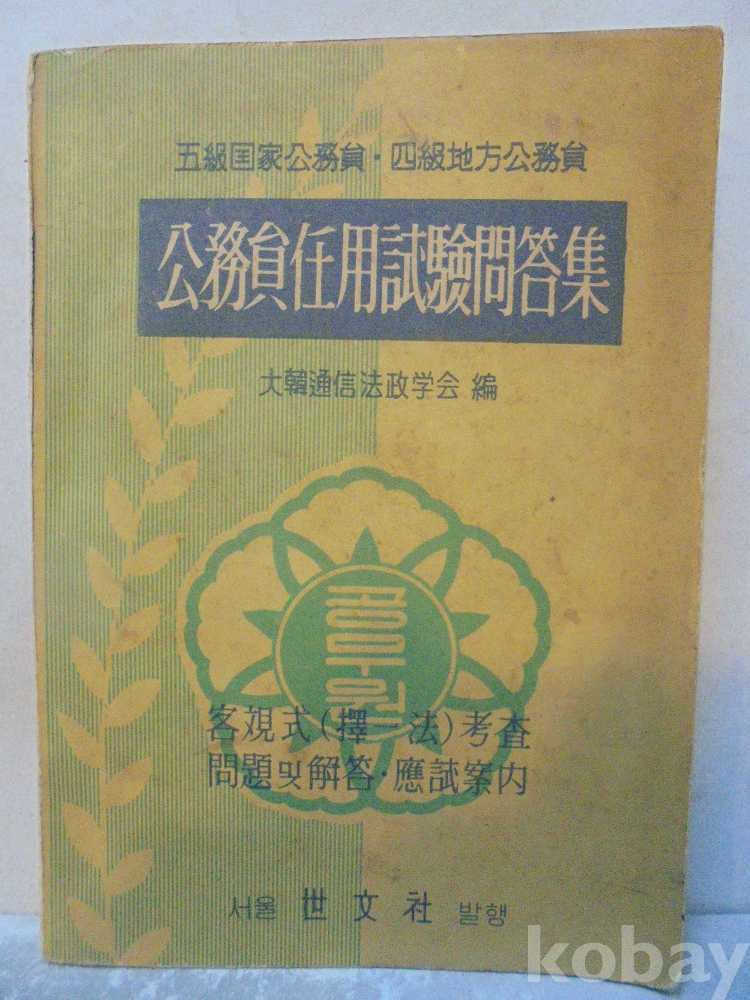 五級国家公務員·四級地方公務員
公務員任用試験問答集
大韓通信法政学会 編
공무원
客観式(擇一法)考査
問題및解答·應試案内
서울 世文社 발행
kobay